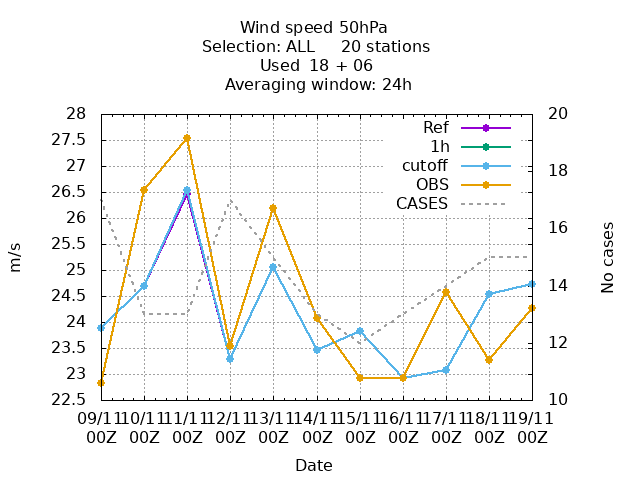 Wind speed 50hPa
Selection: ALL 20 stations
Used 18 + 06
Averaging window: 24h
28
27.5
27
26.5
26
25.5
25
24.5
24
23.5
23
22.5
m/s
20
18
16
14
12
10
No cases
Ref
1h
cutoff
OBS
CASES
09/11 10/11 11/11 12/11 13/11 14/11 15/11 16/11 17/11 18/11 19/11
00Z 00Z 00Z 00Z 00Z 00Z 00Z 00Z 00Z 00Z 00Z
Date